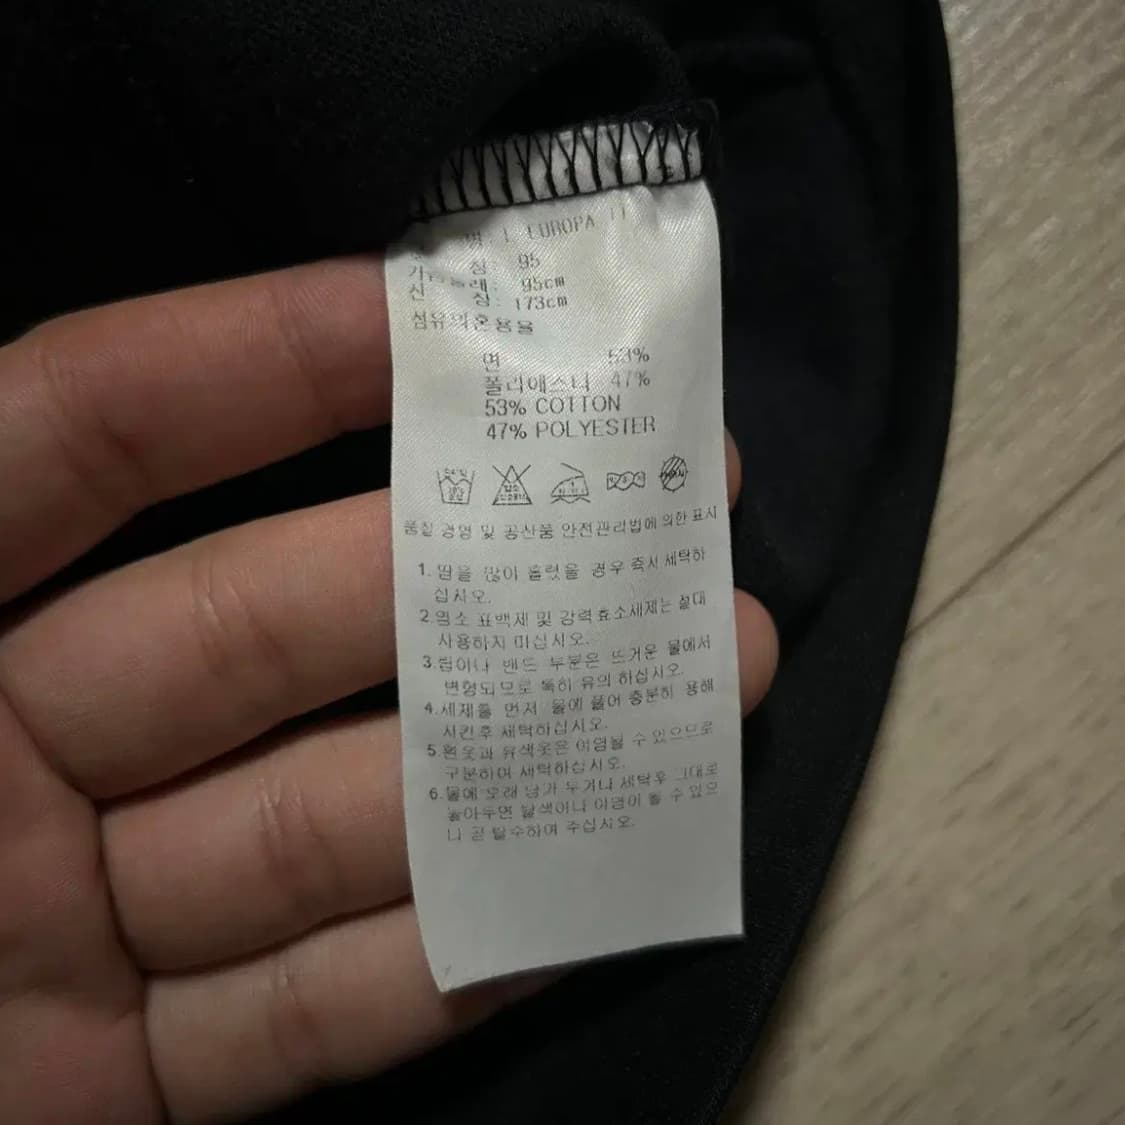 EUROPA
95
95cm
신 장: 173cm
섬유의혼용율
면 53%
폴리에스터 47%
53% COTTON
47% POLYESTER
품질 경영 및 공산품 안전관리법에 의한 표시
1.땀을 많이 흘렸을 경우 즉시 세탁하
십시오.
2.염소 표백제 및 강력효소세제는 절대
사용하지 마십시오.
3.립이나 밴드 부분은 뜨거운 물에서
변형되므로 특히 유의 하십시오.
4.세제를 먼저 물에 풀어 충분히 용해
시킨후 세탁하십시오.
5.흰옷과 유색옷은 이염될 수 있으므로
구분하여 세탁하십시오.
6.물에 오래 담가 두거나 세탁후 그대로
놓아두면 탈색이나 이염이 될 수 있으
니 곧 탈수하여 주십시오.